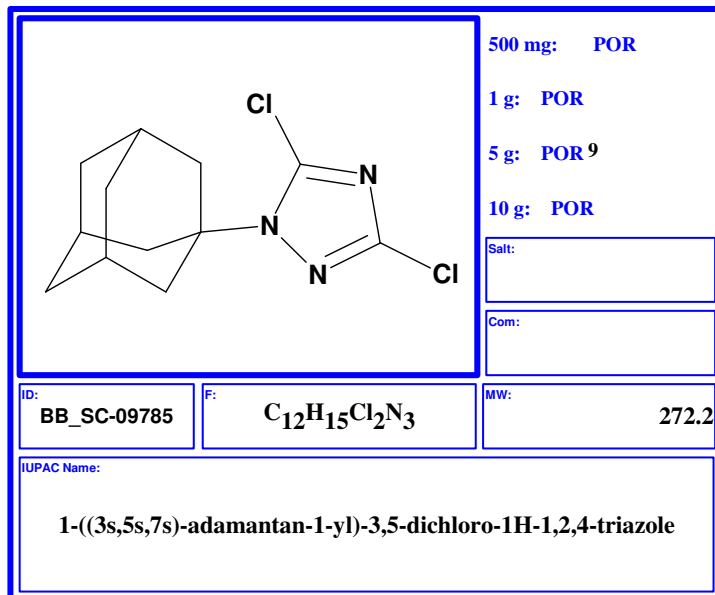 500 mg: POR
1 g: POR
5 g: POR 9
10 g: POR
Cl
N
N
N
Cl
Salt:
Com:
ID:
BB_SC-09785
F:
C12H15Cl2N3
MW:
272.2
IUPAC Name:
1-((3s,5s,7s)-adamantan-1-yl)-3,5-dichloro-1H-1,2,4-triazole